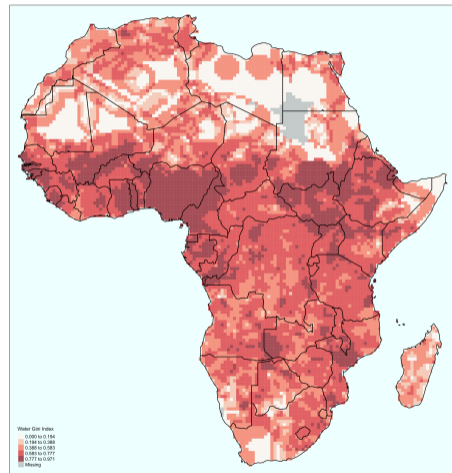 Water Gini Index
0.000 to 0.194
0.194 to 0.388
0.388 to 0.583
0.583 to 0.777
0.777 to 0.971
Missing